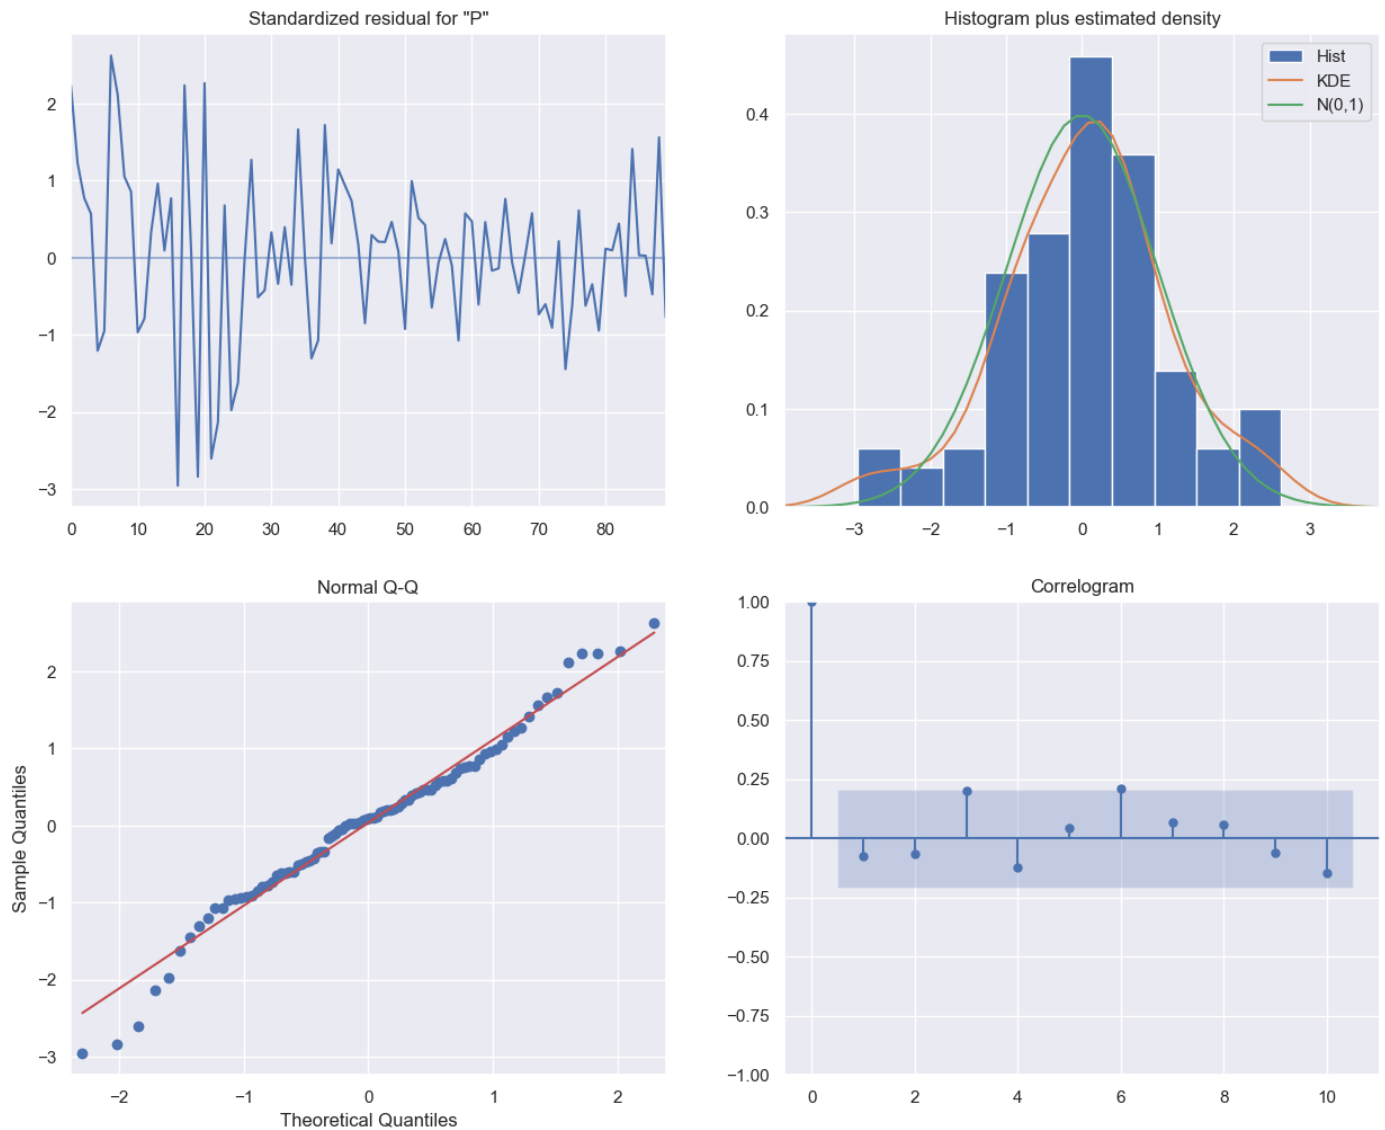 Standardized residual for "P"
2
1
0
−1
−2
−3
0 10 20 30 40 50 60 70 80
Histogram plus estimated density
Hist
KDE
N(0,1)
0.4
0.3
0.2
0.1
0.0
−3 −2 −1 0 1 2 3
Normal Q-Q
Sample Quantiles
2
1
0
−1
−2
−3
−2 −1 0 1 2
Theoretical Quantiles
Correlogram
1.00
0.75
0.50
0.25
0.00
−0.25
−0.50
−0.75
−1.00
0 2 4 6 8 10